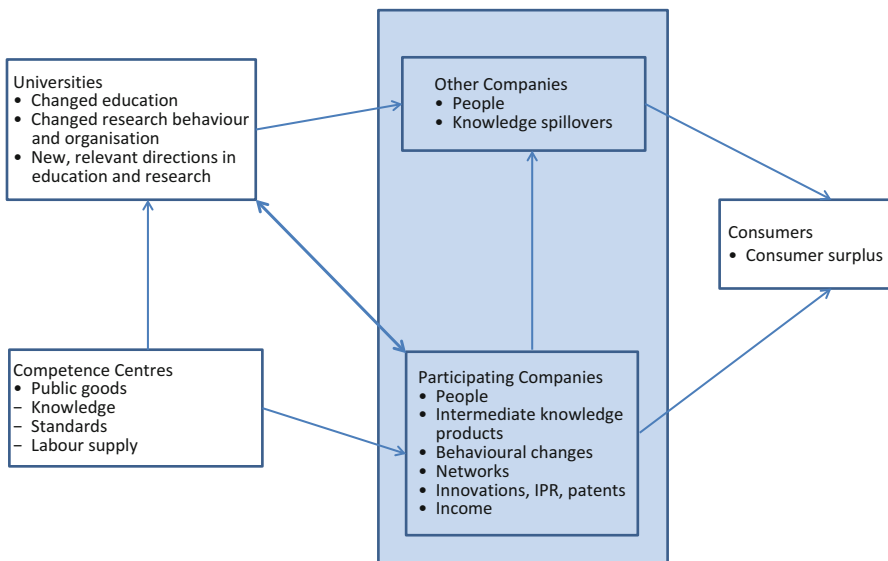 Universities
• Changed education
• Changed research behaviour
and organisation
• New, relevant directions in
education and research
Other Companies
• People
• Knowledge spillovers
Consumers
• Consumer surplus
Competence Centres
• Public goods
– Knowledge
– Standards
– Labour supply
Participating Companies
• People
• Intermediate knowledge
products
• Behavioural changes
• Networks
• Innovations, IPR, patents
• Income